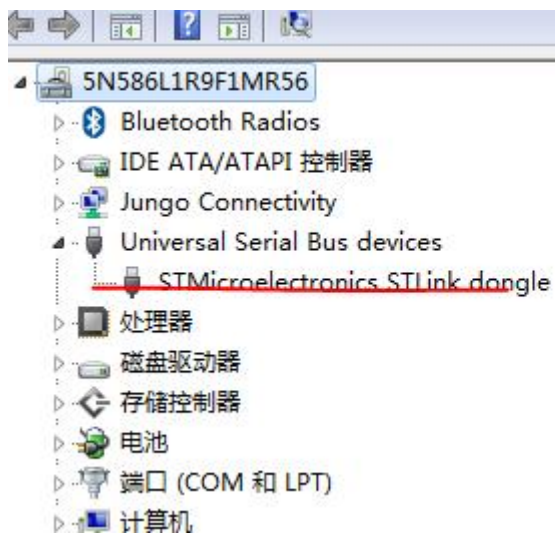 5N586L1R9F1MR56
Bluetooth Radios
IDE ATA/ATAPI 控制器
Jungo Connectivity
Universal Serial Bus devices
STMicroelectronics STLink dongle
处理器
磁盘驱动器
存储控制器
电池
端口 (COM 和 LPT)
计算机